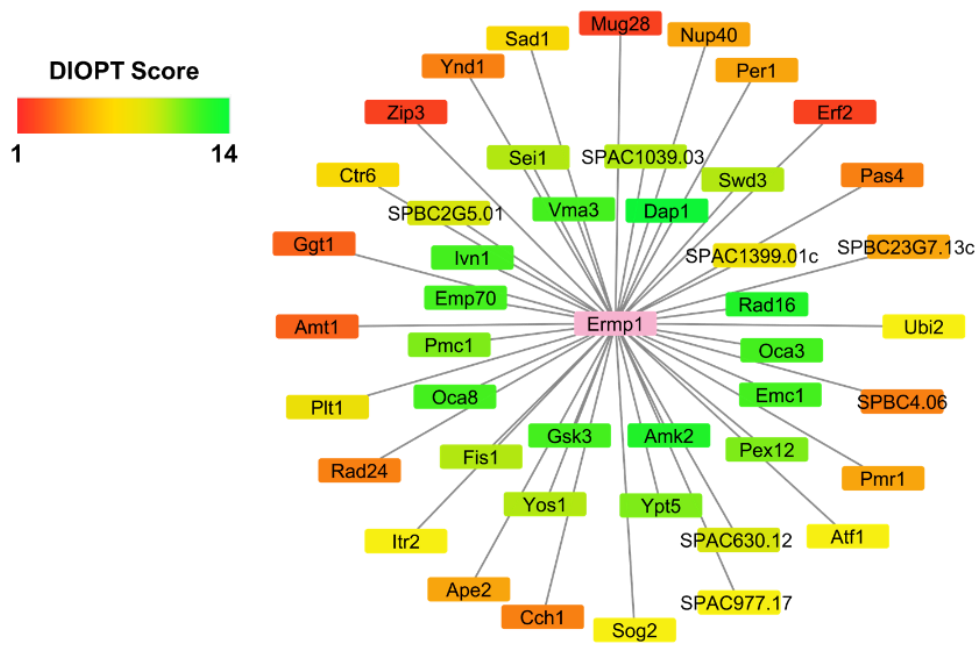 Mug28
Sad1
Nup40
Ynd1
Per1
DIOPT Score
Zip3
Erf2
1
14
Sei1
SPAC1039.03
Ctr6
Swd3
Pas4
SPBC2G5.01
Vma3
Dap1
Ggt1
Ivn1
SPAC1399.01c
SPBC23G7.13c
Emp70
Rad16
Amt1
Ermp1
Ubi2
Pmc1
Oca3
Plt1
Oca8
Emc1
SPBC4.06
Gsk3
Amk2
Rad24
Fis1
Pex12
Pmr1
Yos1
Ypt5
Itr2
SPAC630.12
Atf1
Ape2
SPAC977.17
Cch1
Sog2